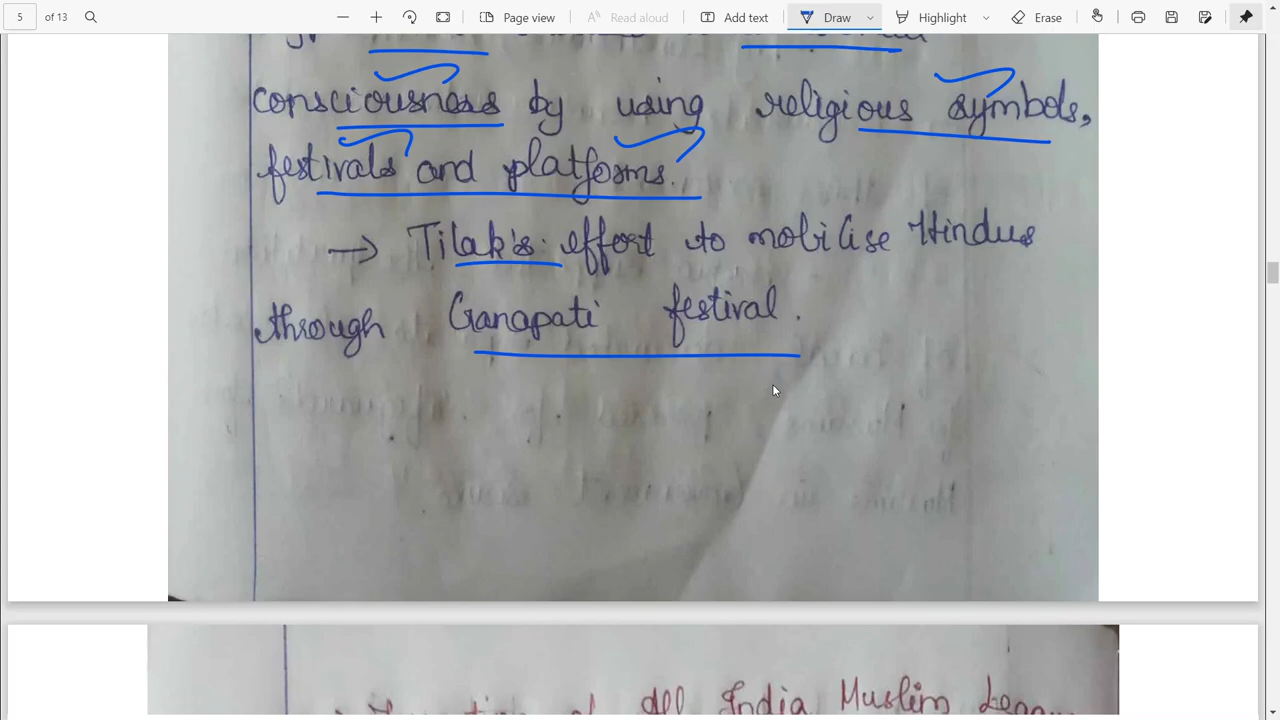 5 of 13 Page view Read aloud Add text Draw Highlight Erase
consciousness by using religious symbols,
festivals and platforms.
→ Tilak's effort to mobilise Hindus
through Ganapati festival.
All India Muslim